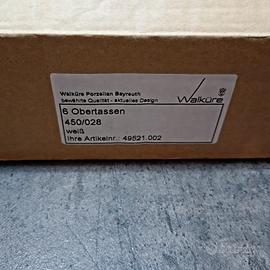 Walküre Porzellan Bayreuth
bewährte Qualität - aktuelles Design
Walküre
6 Obertassen
450/028
weiß
Ihre Artikelnr.: 49521.002